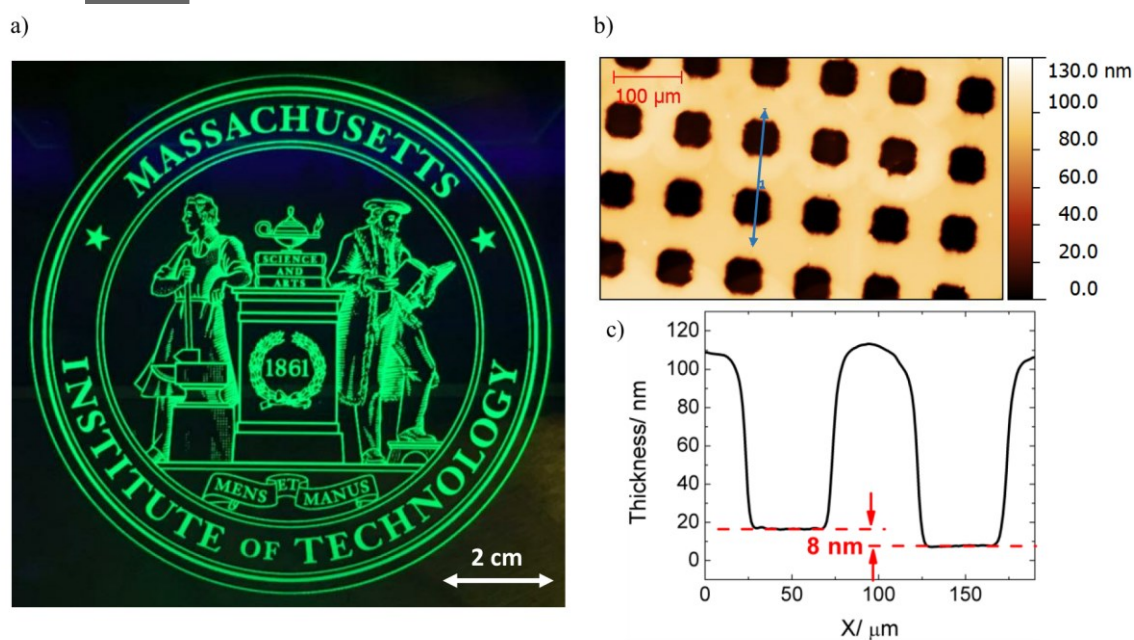 a)
MASSACHUSETTS
INSTITUTE OF TECHNOLOGY
SCIENCE
AND
ARTS
1861
MENS ET MANUS
2 cm
b)
100 µm
1
130.0 nm
100.0
80.0
60.0
40.0
20.0
0.0
c)
Thickness/ nm
120
100
80
60
40
20
0
8 nm
0
50
100
150
X/ µm